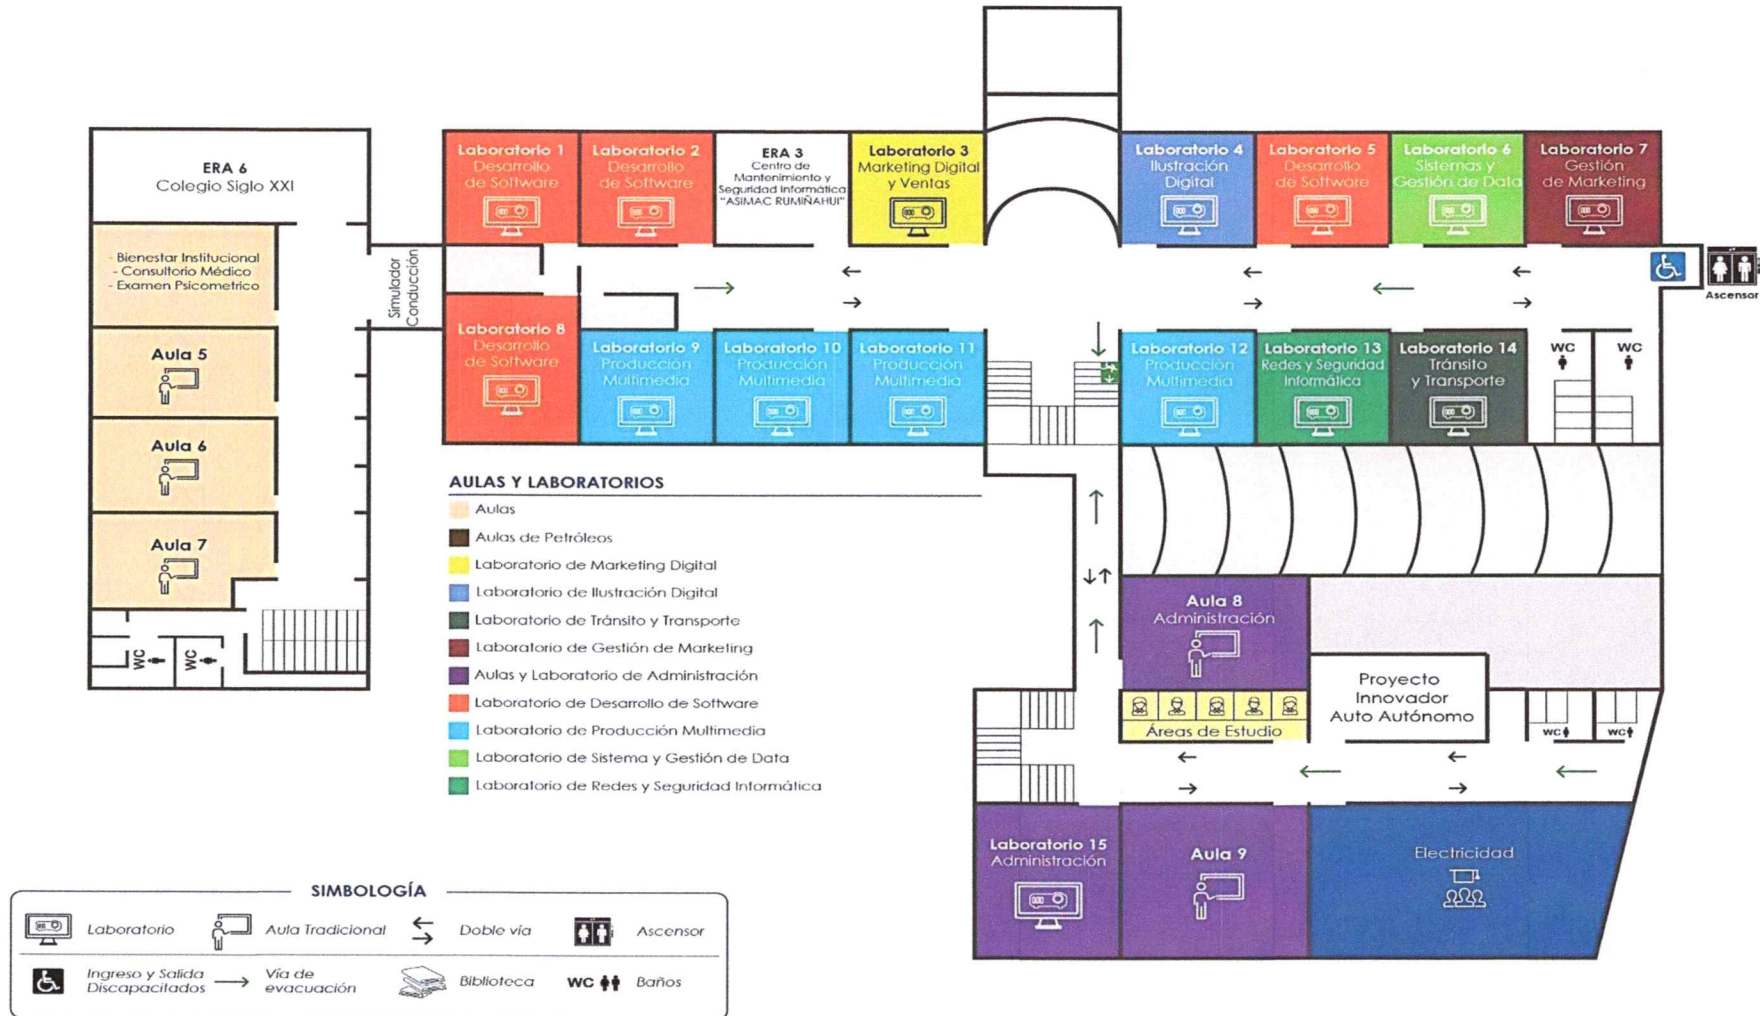 ERA 6
Colegio Siglo XXI
- Bienestar Institucional
- Consultorio Médico
- Examen Psicometrico
Aula 5
Aula 6
Aula 7
WC
WC
Simulador
Conducción
Laboratorio 1
Desarrollo
de Software
Laboratorio 2
Desarrollo
de Software
ERA 3
Centro de
Mantenimiento y
Seguridad Informática
"ASIMAC RUMIÑAHUI"
Laboratorio 3
Marketing Digital
y Ventas
Laboratorio 4
Ilustración
Digital
Laboratorio 5
Desarrollo
de Software
Laboratorio 6
Sistemas y
Gestión de Data
Laboratorio 7
Gestión
de Marketing
Ascensor
Laboratorio 8
Desarrollo
de Software
Laboratorio 9
Producción
Multimedia
Laboratorio 10
Producción
Multimedia
Laboratorio 11
Producción
Multimedia
Laboratorio 12
Producción
Multimedia
Laboratorio 13
Redes y Seguridad
Informática
Laboratorio 14
Tránsito
y Transporte
WC
WC
AULAS Y LABORATORIOS
Aulas
Aulas de Petróleos
Laboratorio de Marketing Digital
Laboratorio de Ilustración Digital
Laboratorio de Tránsito y Transporte
Laboratorio de Gestión de Marketing
Aulas y Laboratorio de Administración
Laboratorio de Desarrollo de Software
Laboratorio de Producción Multimedia
Laboratorio de Sistema y Gestión de Data
Laboratorio de Redes y Seguridad Informática
Aula 8
Administración
Áreas de Estudio
Proyecto
Innovador
Auto Autónomo
WC
WC
Laboratorio 15
Administración
Aula 9
Electricidad
SIMBOLOGÍA
Laboratorio
Aula Tradicional
Doble vía
Ascensor
Ingreso y Salida
Discapacitados
Vía de
evacuación
Biblioteca
WC
Baños